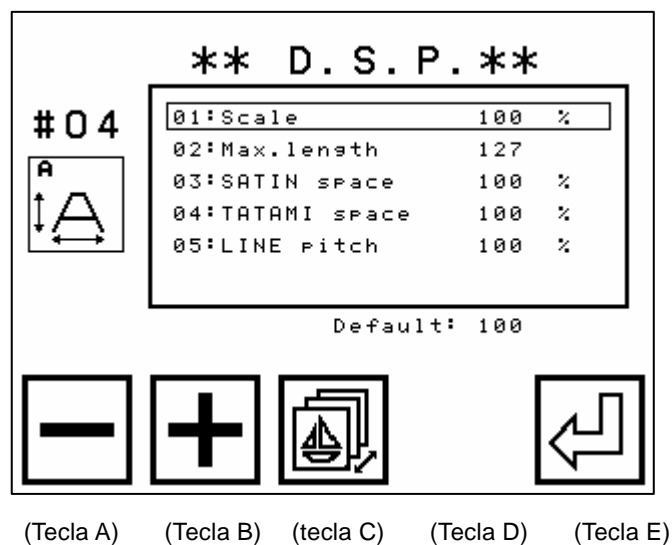 ** D.S.P. **
#04
A
A
01:Scale 100 %
02:Max.length 127
03:SATIN space 100 %
04:TATAMI space 100 %
05:LINE pitch 100 %
Default: 100
(Tecla A) (Tecla B) (tecla C) (Tecla D) (Tecla E)